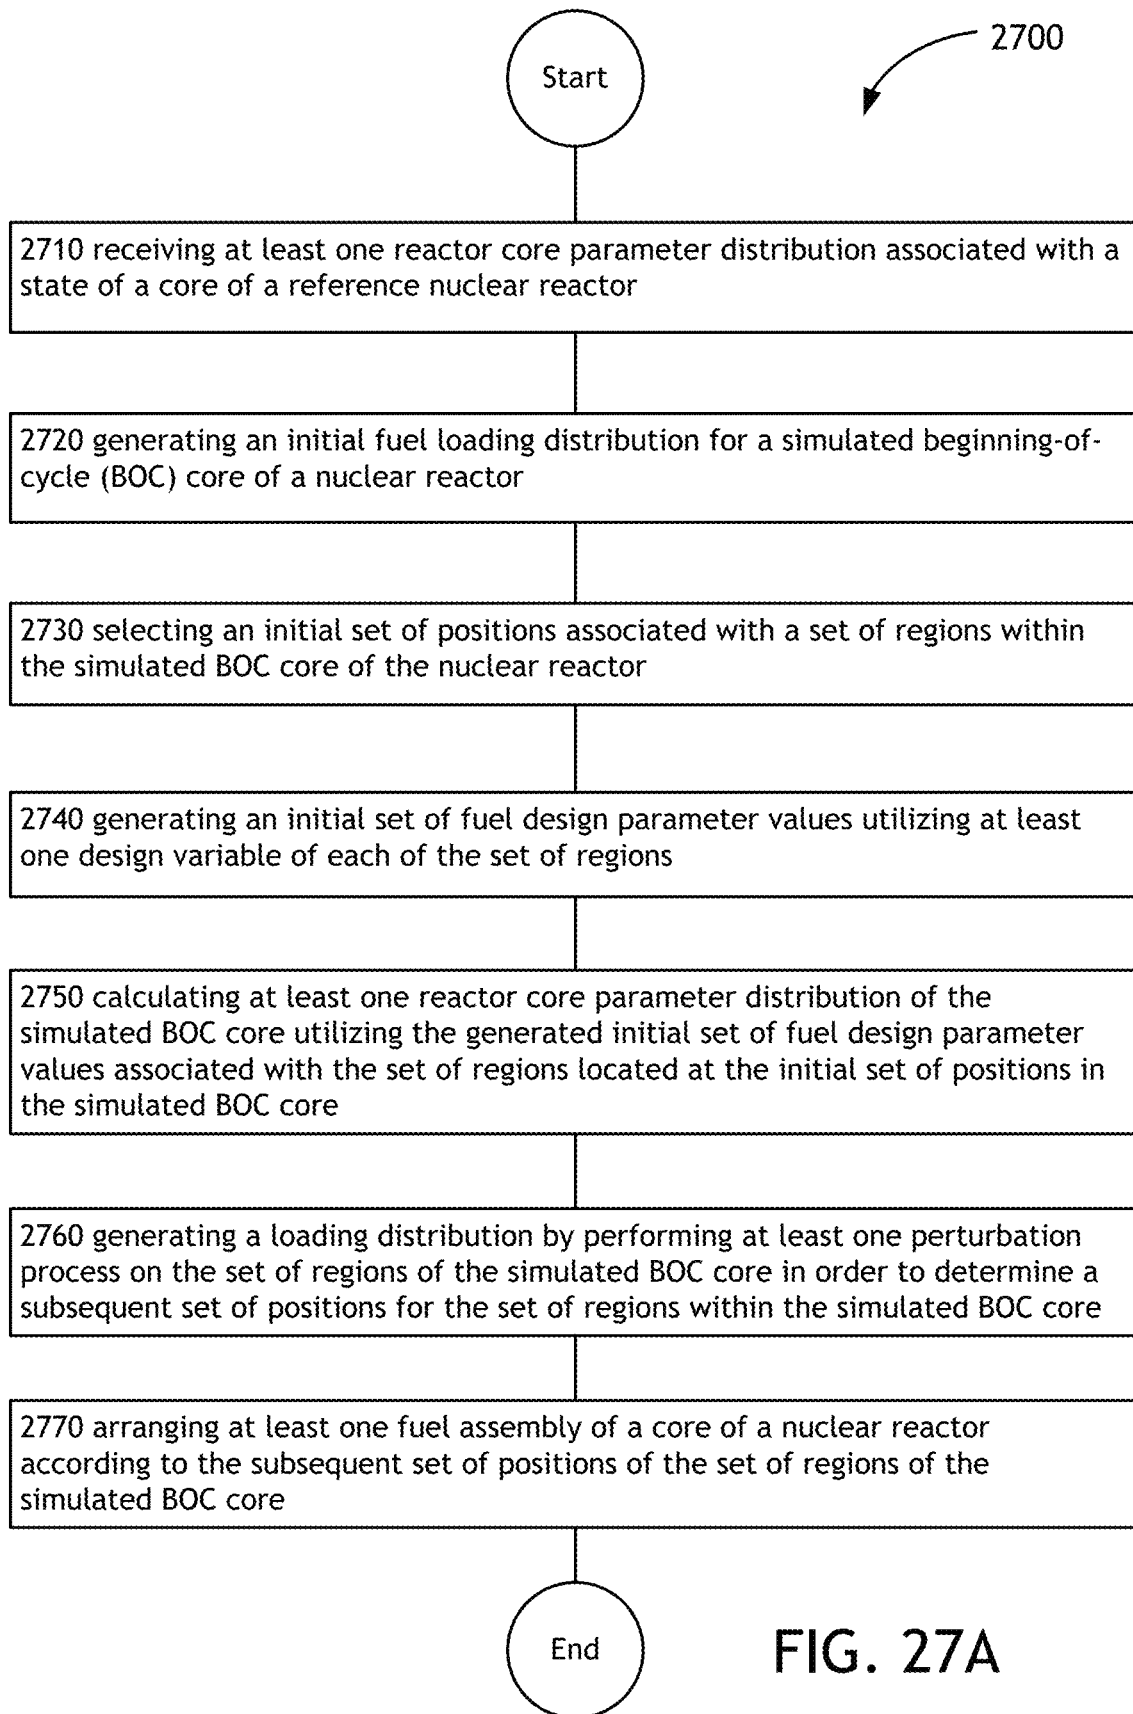 2700
Start
2710 receiving at least one reactor core parameter distribution associated with a
state of a core of a reference nuclear reactor
2720 generating an initial fuel loading distribution for a simulated beginning-of-
cycle (BOC) core of a nuclear reactor
2730 selecting an initial set of positions associated with a set of regions within
the simulated BOC core of the nuclear reactor
2740 generating an initial set of fuel design parameter values utilizing at least
one design variable of each of the set of regions
2750 calculating at least one reactor core parameter distribution of the
simulated BOC core utilizing the generated initial set of fuel design parameter
values associated with the set of regions located at the initial set of positions in
the simulated BOC core
2760 generating a loading distribution by performing at least one perturbation
process on the set of regions of the simulated BOC core in order to determine a
subsequent set of positions for the set of regions within the simulated BOC core
2770 arranging at least one fuel assembly of a core of a nuclear reactor
according to the subsequent set of positions of the set of regions of the
simulated BOC core
End
FIG. 27A